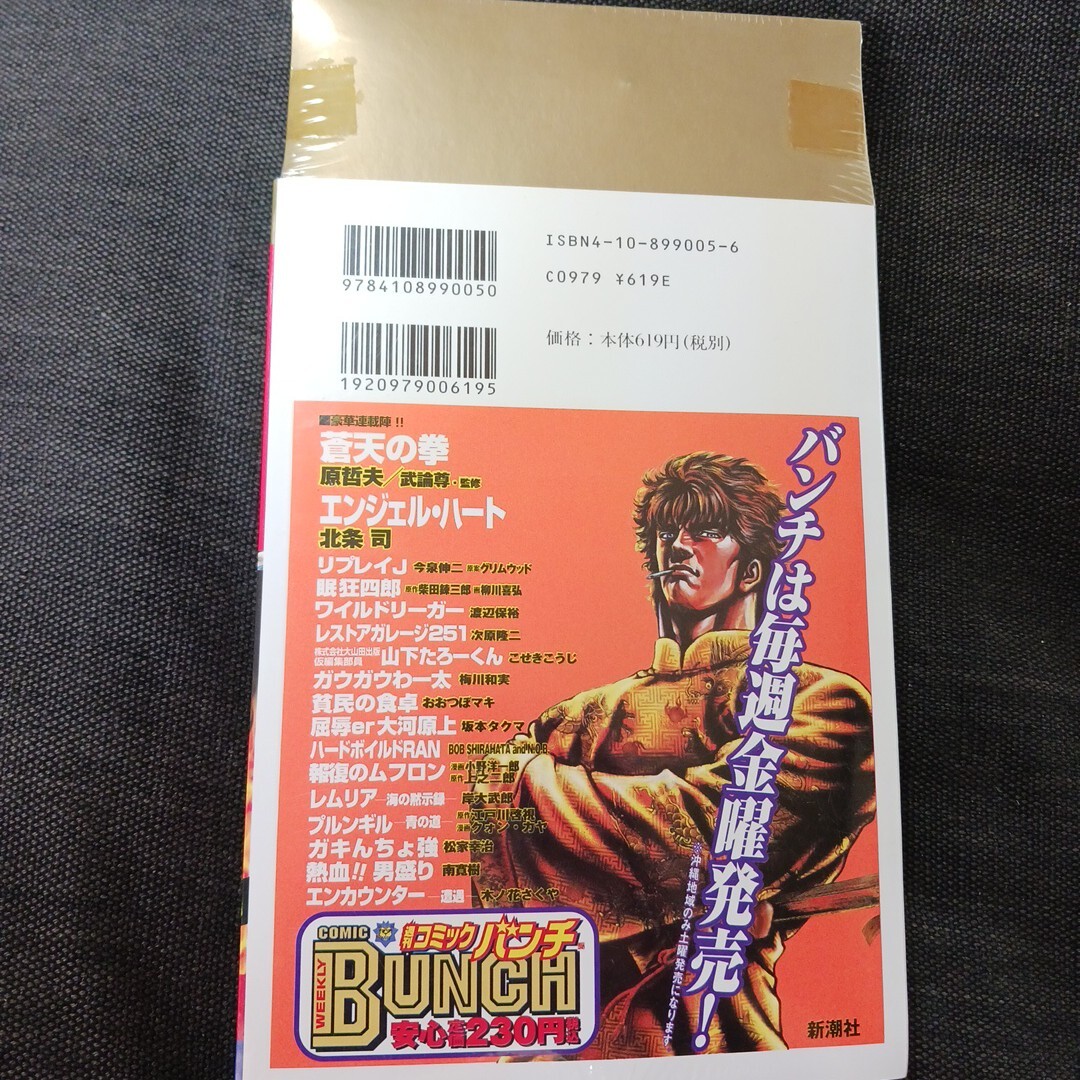 ISBN4-10-899005-6
C0979 ¥619E
9784108990050
価格：本体619円(税別)
1920979006195
■豪華連載陣!!
蒼天の拳
原哲夫／武論尊・監修
エンジェル・ハート
北条 司
リプレイJ 今泉伸二 原案グリムウッド
眠狂四郎 原作柴田錬三郎 画柳川喜弘
ワイルドリーガー 渡辺保裕
レストアガレージ251 次原隆二
株式会社大山田出版
仮編集部員 山下たろーくん こせきこうじ
ガウガウわー太 梅川和実
貧民の食卓 おおつぼマキ
屈辱er大河原上 坂本タクマ
ハードボイルドRAN BOB SHIRAHATA and N.O.B
報復のムフロン 漫画小野洋一郎 原作上之二郎
レムリア─海の黙示録─ 岸大武郎
プルンギル─青の道─ 原作江戸川啓視 漫画クォン・カヤ
ガキんちょ強 松家幸治
熱血!!男盛り 南寛樹
エンカウンター─遭遇─ 木ノ花さくや
バンチは毎週金曜発売！
※沖縄地域のみ土曜発売になります
COMIC 週刊コミックバンチ
WEEKLY BUNCH
安心定価230円税込
新潮社